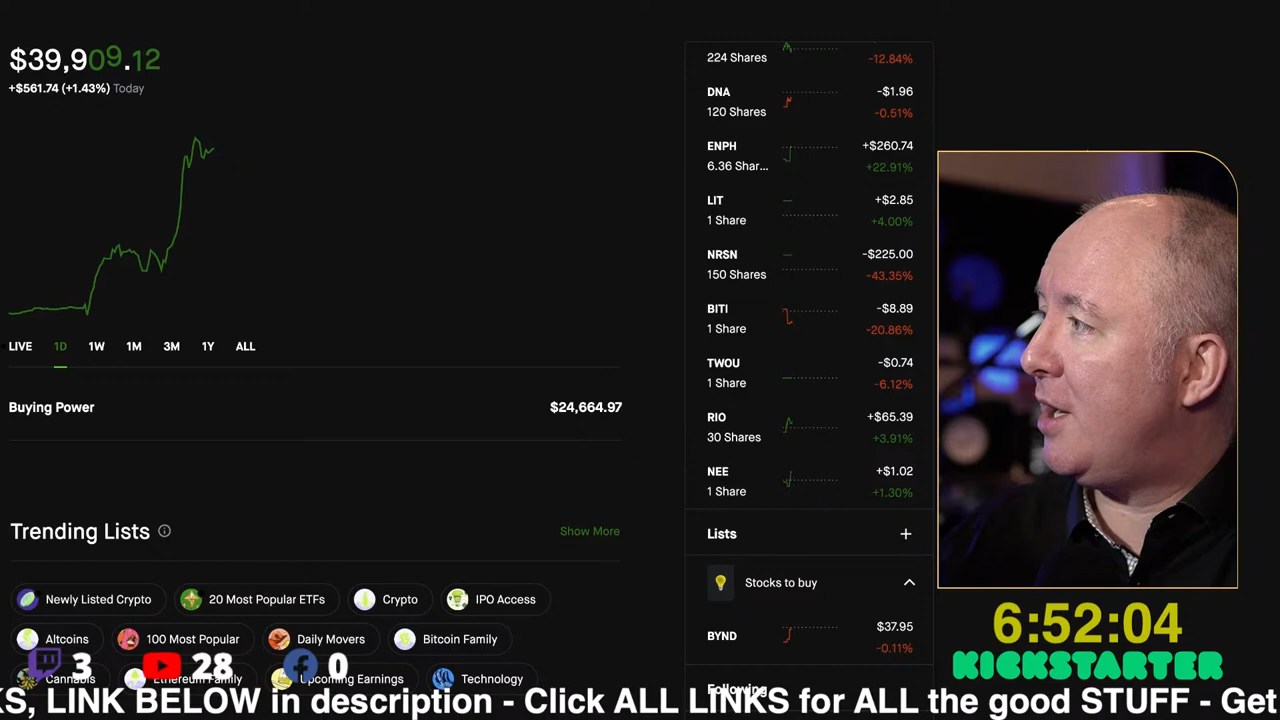 $39,909.12
+$561.74 (+1.43%) Today
LIVE 1D 1W 1M 3M 1Y ALL
Buying Power $24,664.97
Trending Lists
Show More
Newly Listed Crypto 20 Most Popular ETFs Crypto IPO Access
Altcoins 100 Most Popular Daily Movers Bitcoin Family
Cannabis Ethereum Family Upcoming Earnings Technology
224 Shares -12.84%
DNA -$1.96
120 Shares -0.51%
ENPH +$260.74
6.36 Shar... +22.91%
LIT +$2.85
1 Share +4.00%
NRSN -$225.00
150 Shares -43.35%
BITI -$8.89
1 Share -20.86%
TWOU -$0.74
1 Share -6.12%
RIO +$65.39
30 Shares +3.91%
NEE +$1.02
1 Share +1.30%
Lists +
Stocks to buy
BYND $37.95
-0.11%
Following
6:52:04
KICKSTARTER
3 28 0
KS, LINK BELOW in description - Click ALL LINKS for ALL the good STUFF - Get